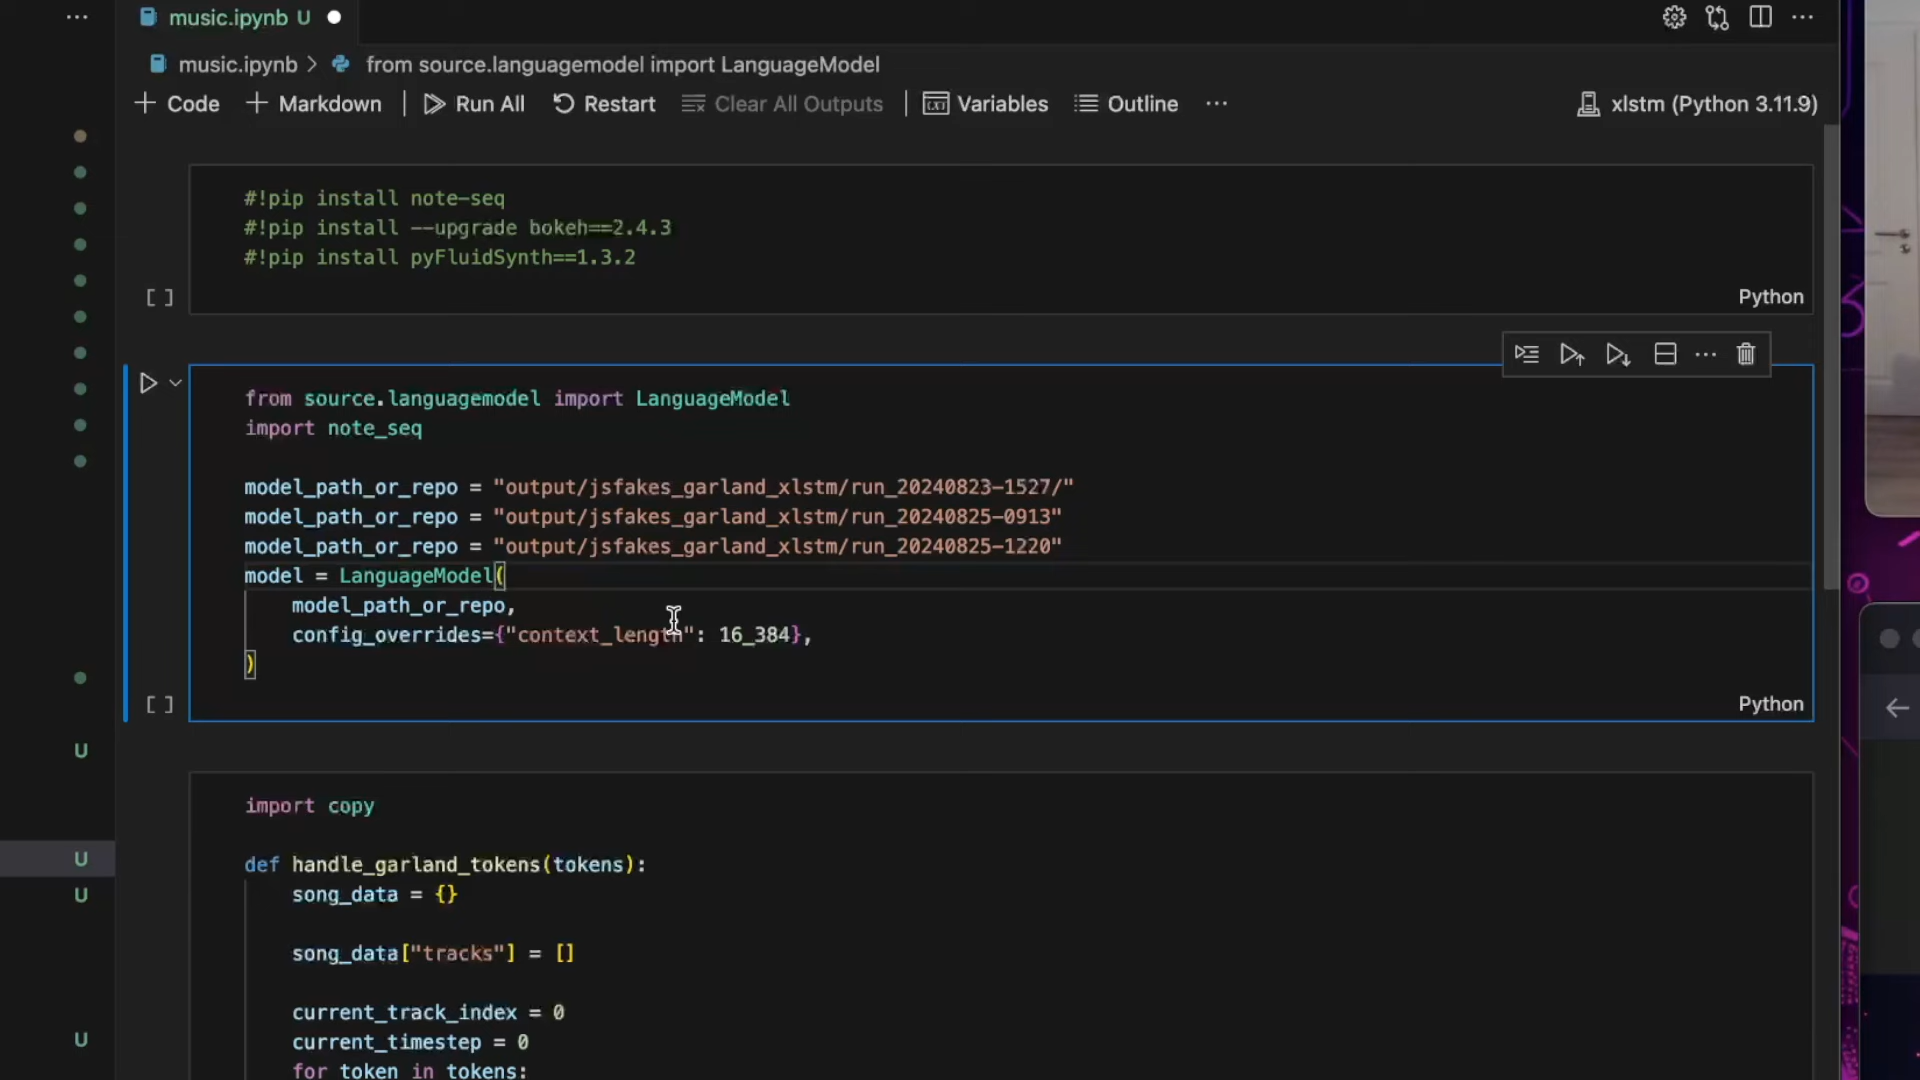 music.ipynb U
music.ipynb > from source.languagemodel import LanguageModel
+ Code + Markdown | Run All Restart Clear All Outputs | Variables Outline ... xlstm (Python 3.11.9)
#!pip install note-seq
#!pip install --upgrade bokeh==2.4.3
#!pip install pyFluidSynth==1.3.2
[ ]
Python
from source.languagemodel import LanguageModel
import note_seq
model_path_or_repo = "output/jsfakes_garland_xlstm/run_20240823-1527/"
model_path_or_repo = "output/jsfakes_garland_xlstm/run_20240825-0913"
model_path_or_repo = "output/jsfakes_garland_xlstm/run_20240825-1220"
model = LanguageModel(
    model_path_or_repo,
    config_overrides={"context_length": 16_384},
)
[ ]
Python
U
import copy
U
def handle_garland_tokens(tokens):
U
    song_data = {}
    song_data["tracks"] = []
    current_track_index = 0
U
    current_timestep = 0
    for token in tokens: